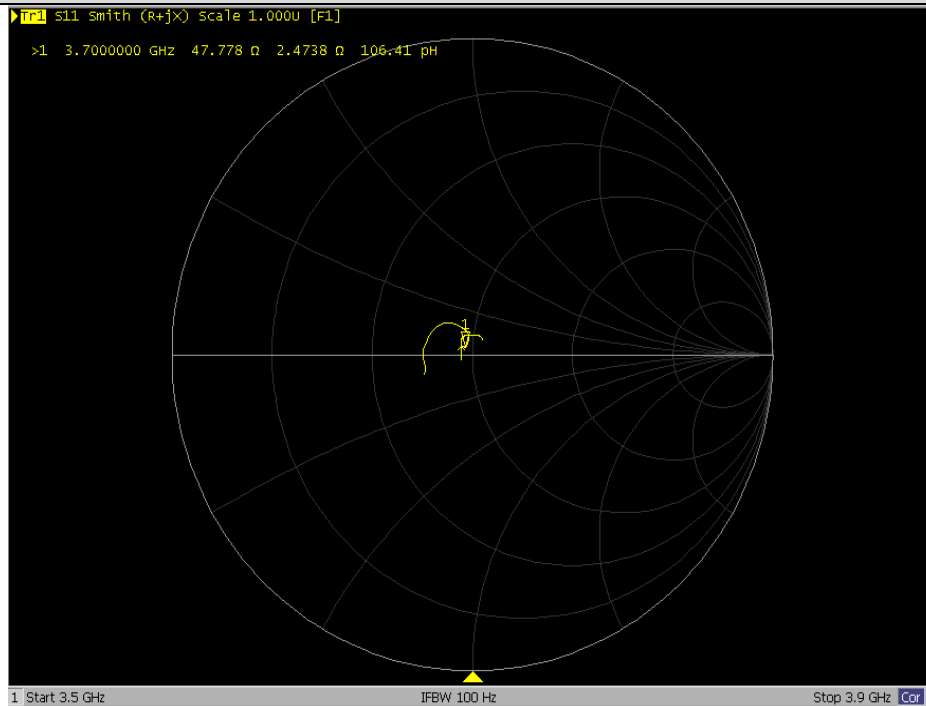 Tr1 S11 Smith (R+jX) Scale 1.000U [F1]
>1 3.7000000 GHz 47.778 Ω 2.4738 Ω 106.41 pH
1
1 Start 3.5 GHz IFBW 100 Hz Stop 3.9 GHz Cor